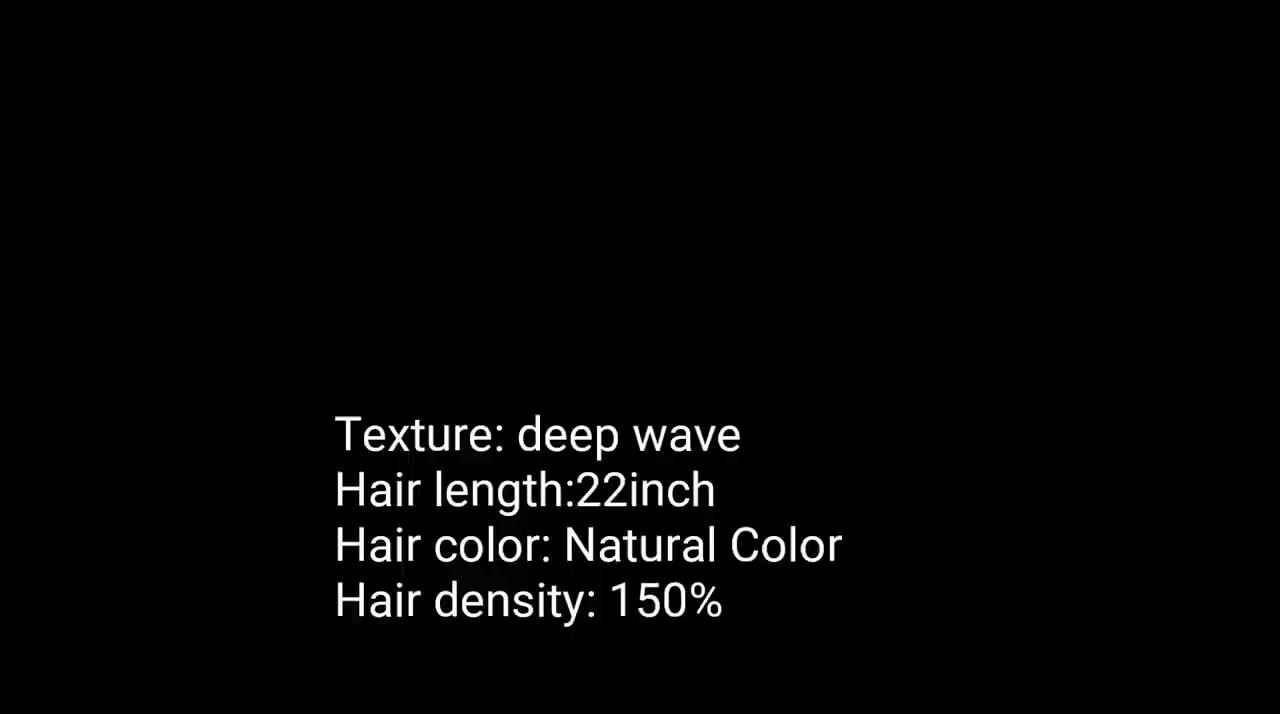 Texture: deep wave
Hair length:22inch
Hair color: Natural Color
Hair density: 150%